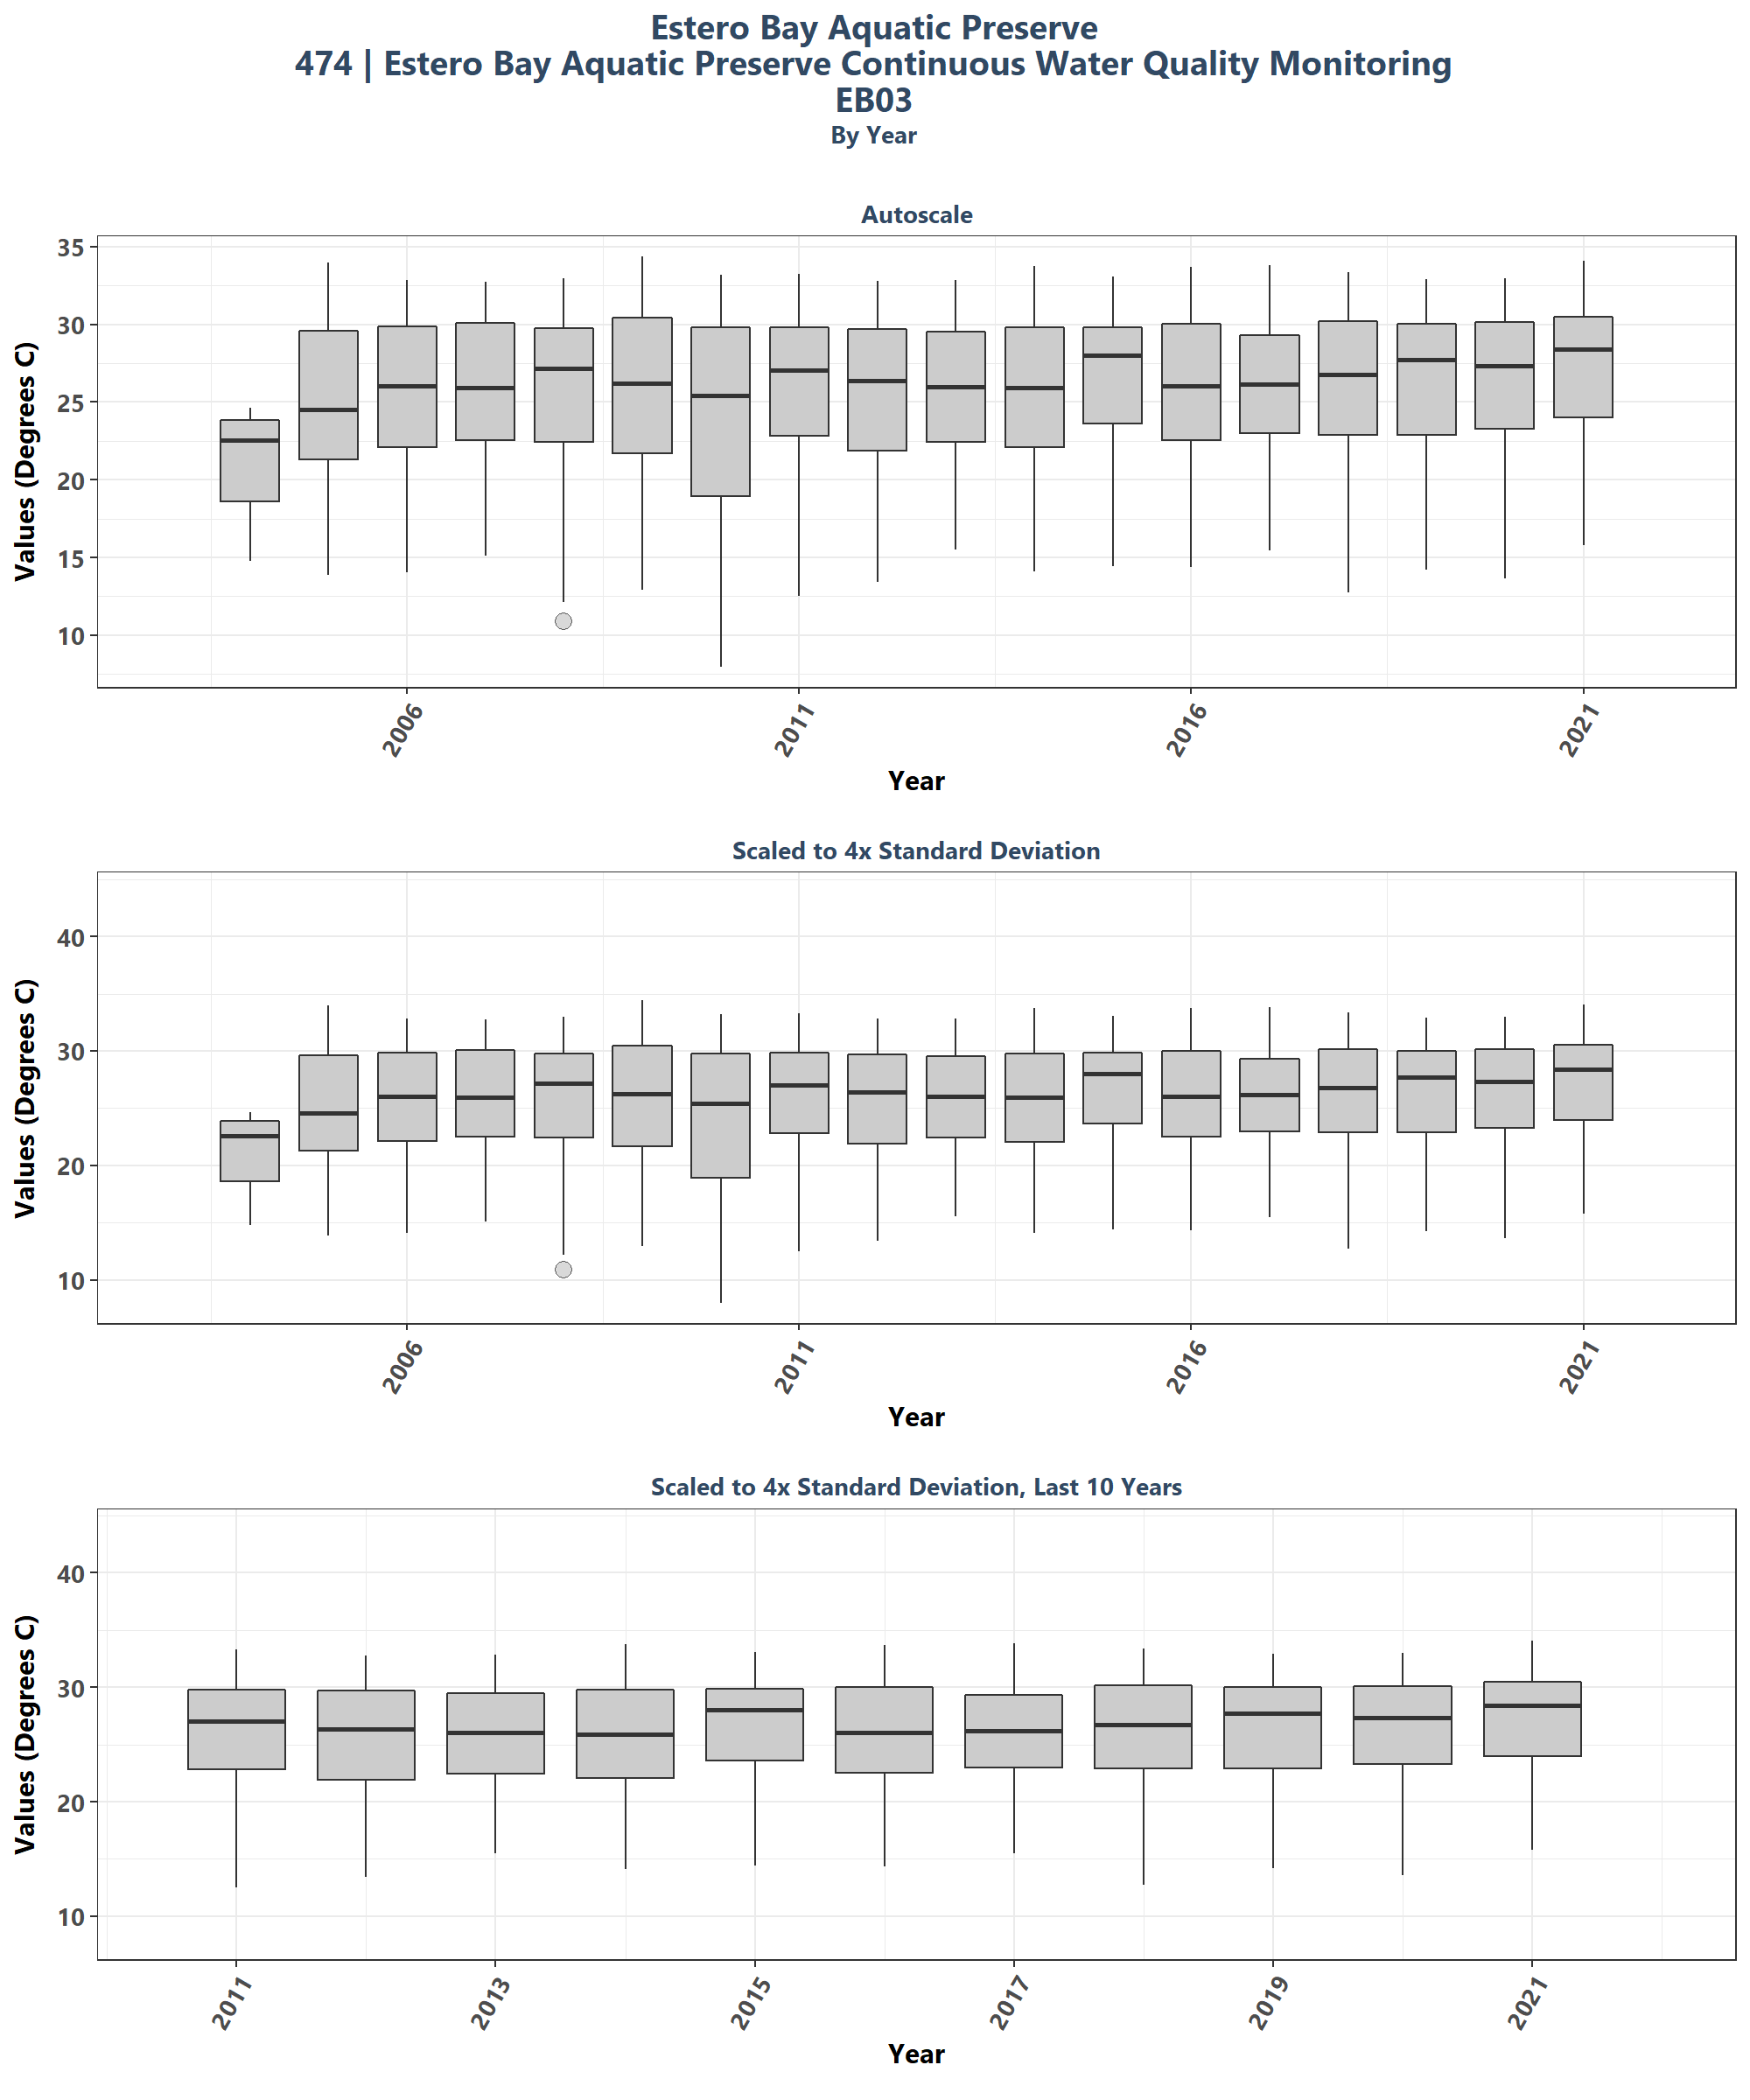 Estero Bay Aquatic Preserve
474 | Estero Bay Aquatic Preserve Continuous Water Quality Monitoring
EB03
By Year
Autoscale
Values (Degrees C)
35
30
25
20
15
10
2006
2011
2016
2021
Year
Scaled to 4x Standard Deviation
Values (Degrees C)
40
30
20
10
2006
2011
2016
2021
Year
Scaled to 4x Standard Deviation, Last 10 Years
Values (Degrees C)
40
30
20
10
2011
2013
2015
2017
2019
2021
Year